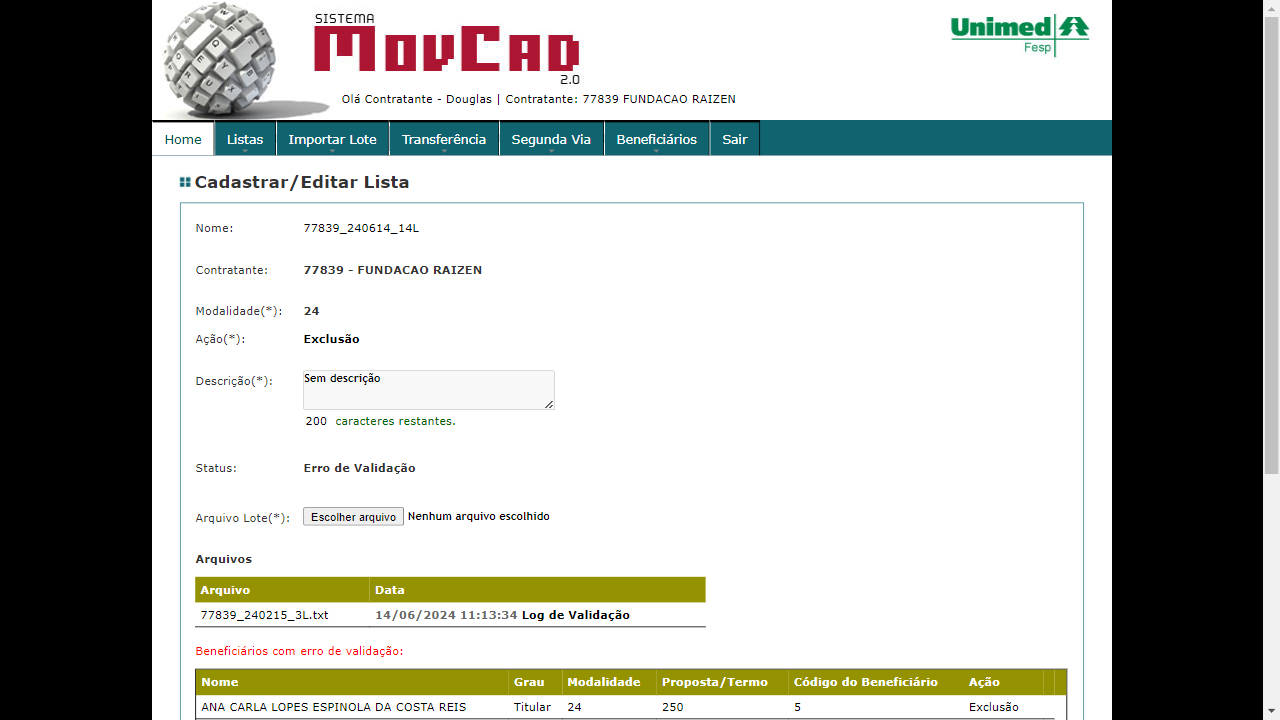 SISTEMA
MovCad
2.0
Unimed
Fesp
Olá Contratante - Douglas | Contratante: 77839 FUNDACAO RAIZEN
Home Listas Importar Lote Transferência Segunda Via Beneficiários Sair
Cadastrar/Editar Lista
Nome: 77839_240614_14L
Contratante: 77839 - FUNDACAO RAIZEN
Modalidade(*): 24
Ação(*): Exclusão
Descrição(*): Sem descrição
200 caracteres restantes.
Status: Erro de Validação
Arquivo Lote(*): Escolher arquivo Nenhum arquivo escolhido
Arquivos
Arquivo Data
77839_240215_3L.txt 14/06/2024 11:13:34 Log de Validação
Beneficiários com erro de validação:
Nome Grau Modalidade Proposta/Termo Código do Beneficiário Ação
ANA CARLA LOPES ESPINOLA DA COSTA REIS Titular 24 250 5 Exclusão